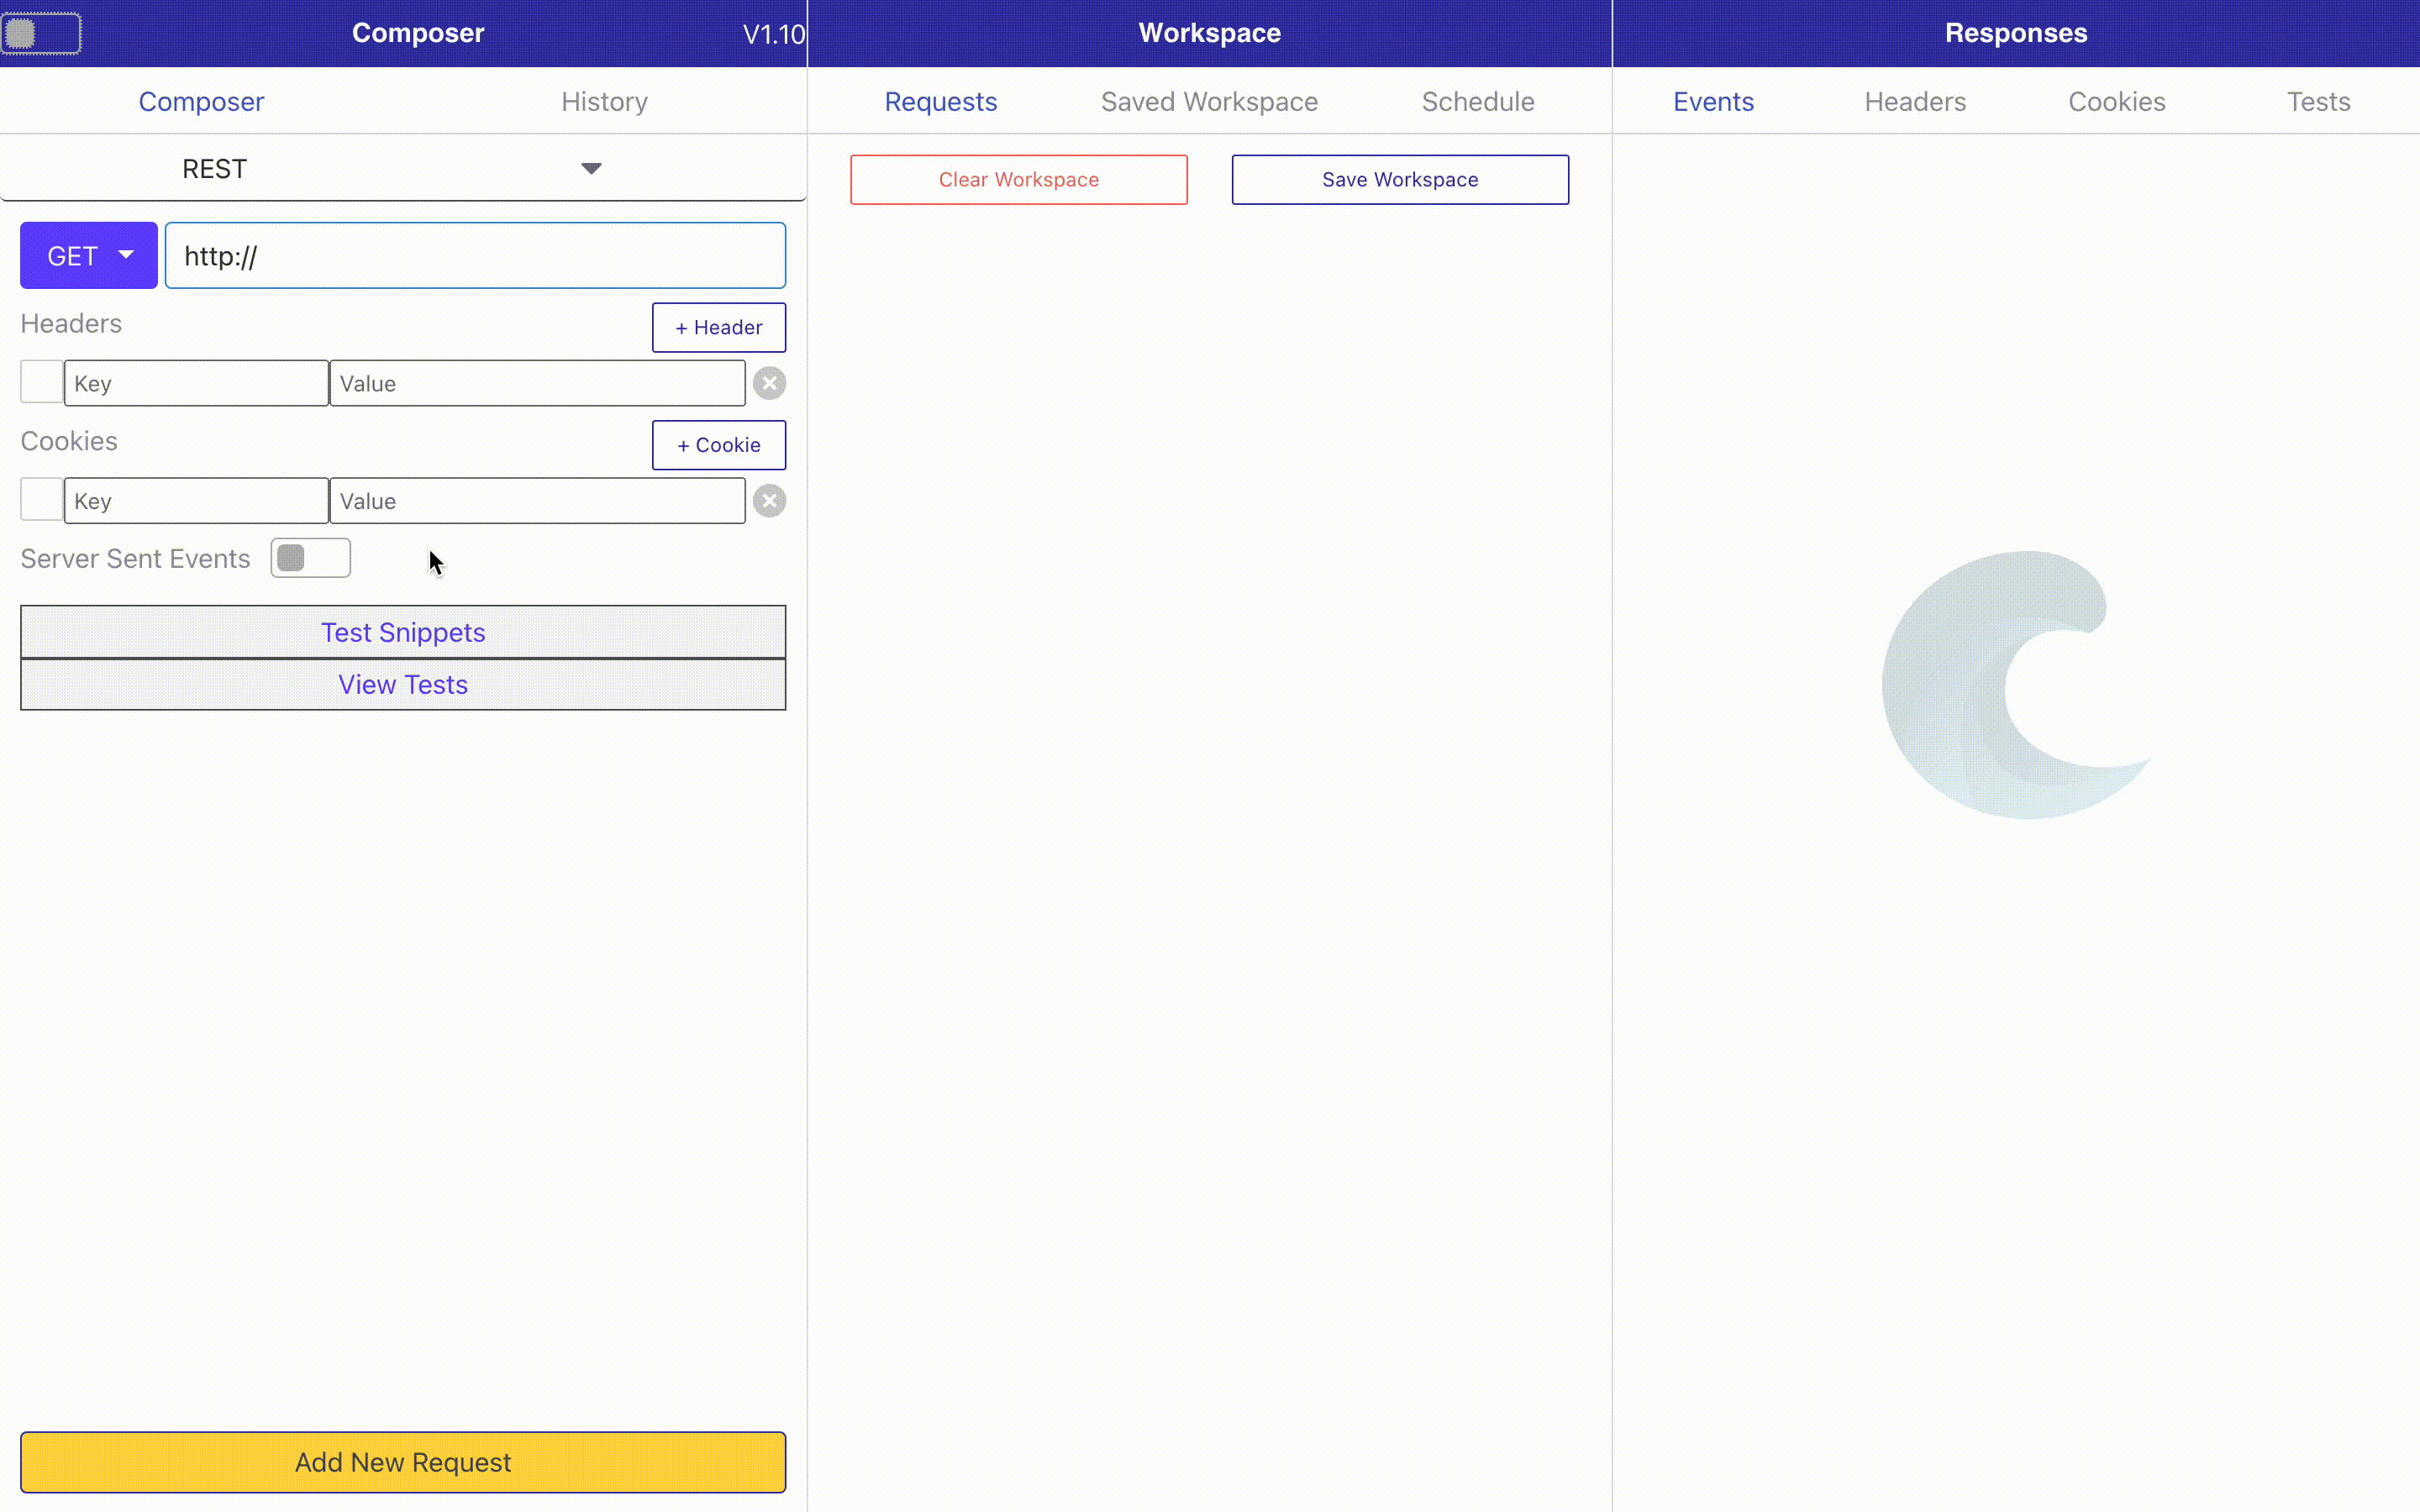 Composer
V1.10
Workspace
Responses
Composer
History
Requests
Saved Workspace
Schedule
Events
Headers
Cookies
Tests
REST
Clear Workspace
Save Workspace
GET
http://
Headers
+ Header
Key
Value
Cookies
+ Cookie
Key
Value
Server Sent Events
Test Snippets
View Tests
Add New Request